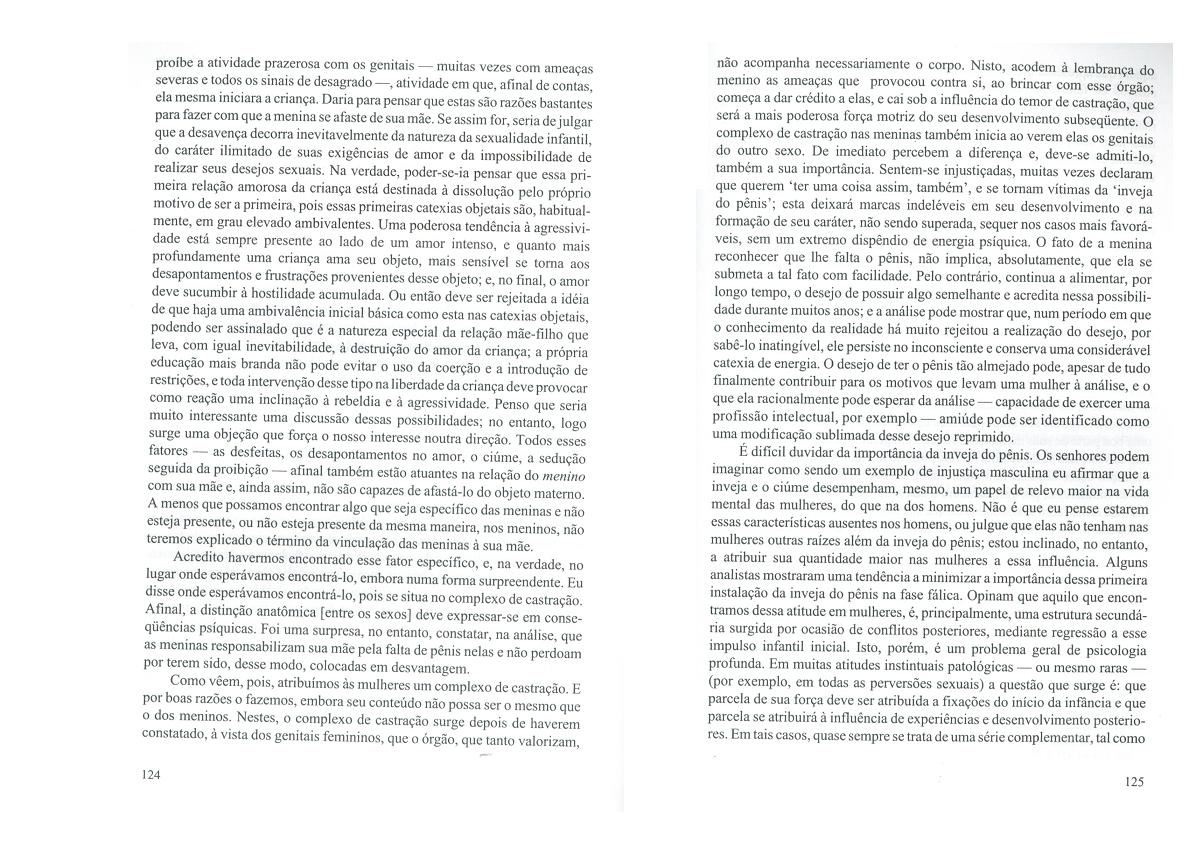 proíbe a atividade prazerosa com os genitais — muitas vezes com ameaças
severas e todos os sinais de desagrado —, atividade em que, afinal de contas,
ela mesma iniciara a criança. Daria para pensar que estas são razões bastantes
para fazer com que a menina se afaste de sua mãe. Se assim for, seria de julgar
que a desavença decorra inevitavelmente da natureza da sexualidade infantil,
do caráter ilimitado de suas exigências de amor e da impossibilidade de
realizar seus desejos sexuais. Na verdade, poder-se-ia pensar que essa pri-
meira relação amorosa da criança está destinada à dissolução pelo próprio
motivo de ser a primeira, pois essas primeiras catexias objetais são, habitual-
mente, em grau elevado ambivalentes. Uma poderosa tendência à agressivi-
dade está sempre presente ao lado de um amor intenso, e quanto mais
profundamente uma criança ama seu objeto, mais sensível se torna aos
desapontamentos e frustrações provenientes desse objeto; e, no final, o amor
deve sucumbir à hostilidade acumulada. Ou então deve ser rejeitada a idéia
de que haja uma ambivalência inicial básica como esta nas catexias objetais,
podendo ser assinalado que é a natureza especial da relação mãe-filho que
leva, com igual inevitabilidade, à destruição do amor da criança; a própria
educação mais branda não pode evitar o uso da coerção e a introdução de
restrições, e toda intervenção desse tipo na liberdade da criança deve provocar
como reação uma inclinação à rebeldia e à agressividade. Penso que seria
muito interessante uma discussão dessas possibilidades; no entanto, logo
surge uma objeção que força o nosso interesse noutra direção. Todos esses
fatores — as desfeitas, os desapontamentos no amor, o ciúme, a sedução
seguida da proibição — afinal também estão atuantes na relação do menino
com sua mãe e, ainda assim, não são capazes de afastá-lo do objeto materno.
A menos que possamos encontrar algo que seja específico das meninas e não
esteja presente, ou não esteja presente da mesma maneira, nos meninos, não
teremos explicado o término da vinculação das meninas à sua mãe.
Acredito havermos encontrado esse fator específico, e, na verdade, no
lugar onde esperávamos encontrá-lo, embora numa forma surpreendente. Eu
disse onde esperávamos encontrá-lo, pois se situa no complexo de castração.
Afinal, a distinção anatômica [entre os sexos] deve expressar-se em conse-
qüências psíquicas. Foi uma surpresa, no entanto, constatar, na análise, que
as meninas responsabilizam sua mãe pela falta de pênis nelas e não perdoam
por terem sido, desse modo, colocadas em desvantagem.
Como vêem, pois, atribuímos às mulheres um complexo de castração. E
por boas razões o fazemos, embora seu conteúdo não possa ser o mesmo que
o dos meninos. Nestes, o complexo de castração surge depois de haverem
constatado, à vista dos genitais femininos, que o órgão, que tanto valorizam,
124
não acompanha necessariamente o corpo. Nisto, acodem à lembrança do
menino as ameaças que provocou contra si, ao brincar com esse órgão;
começa a dar crédito a elas, e cai sob a influência do temor de castração, que
será a mais poderosa força motriz do seu desenvolvimento subseqüente. O
complexo de castração nas meninas também inicia ao verem elas os genitais
do outro sexo. De imediato percebem a diferença e, deve-se admiti-lo,
também a sua importância. Sentem-se injustiçadas, muitas vezes declaram
que querem ‘ter uma coisa assim, também’, e se tornam vítimas da ‘inveja
do pênis’; esta deixará marcas indeléveis em seu desenvolvimento e na
formação de seu caráter, não sendo superada, sequer nos casos mais favorá-
veis, sem um extremo dispêndio de energia psíquica. O fato de a menina
reconhecer que lhe falta o pênis, não implica, absolutamente, que ela se
submeta a tal fato com facilidade. Pelo contrário, continua a alimentar, por
longo tempo, o desejo de possuir algo semelhante e acredita nessa possibili-
dade durante muitos anos; e a análise pode mostrar que, num período em que
o conhecimento da realidade há muito rejeitou a realização do desejo, por
sabê-lo inatingível, ele persiste no inconsciente e conserva uma considerável
catexia de energia. O desejo de ter o pênis tão almejado pode, apesar de tudo
finalmente contribuir para os motivos que levam uma mulher à análise, e o
que ela racionalmente pode esperar da análise — capacidade de exercer uma
profissão intelectual, por exemplo — amiúde pode ser identificado como
uma modificação sublimada desse desejo reprimido.
É difícil duvidar da importância da inveja do pênis. Os senhores podem
imaginar como sendo um exemplo de injustiça masculina eu afirmar que a
inveja e o ciúme desempenham, mesmo, um papel de relevo maior na vida
mental das mulheres, do que na dos homens. Não é que eu pense estarem
essas características ausentes nos homens, ou julgue que elas não tenham nas
mulheres outras raízes além da inveja do pênis; estou inclinado, no entanto,
a atribuir sua quantidade maior nas mulheres a essa influência. Alguns
analistas mostraram uma tendência a minimizar a importância dessa primeira
instalação da inveja do pênis na fase fálica. Opinam que aquilo que encon-
tramos dessa atitude em mulheres, é, principalmente, uma estrutura secundá-
ria surgida por ocasião de conflitos posteriores, mediante regressão a esse
impulso infantil inicial. Isto, porém, é um problema geral de psicologia
profunda. Em muitas atitudes instintuais patológicas — ou mesmo raras —
(por exemplo, em todas as perversões sexuais) a questão que surge é: que
parcela de sua força deve ser atribuída a fixações do início da infância e que
parcela se atribuirá à influência de experiências e desenvolvimento posterio-
res. Em tais casos, quase sempre se trata de uma série complementar, tal como
125